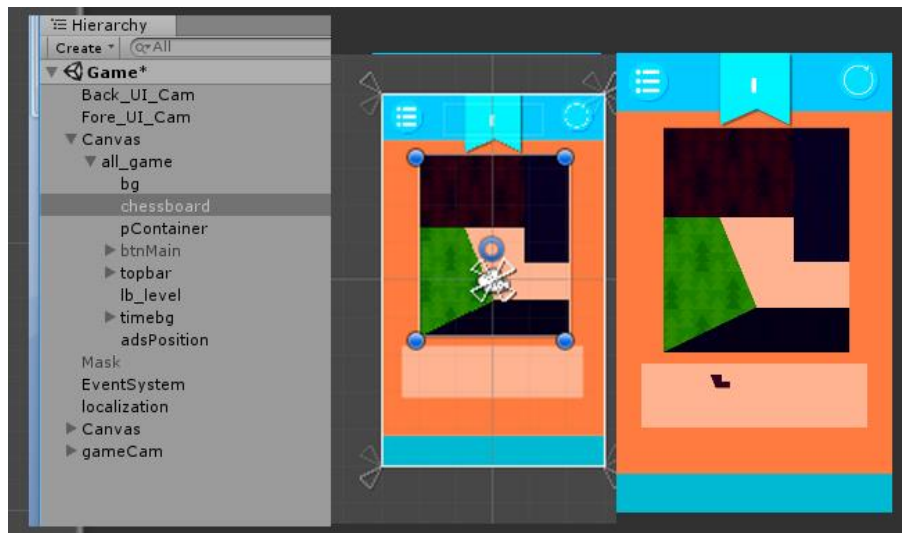 Hierarchy
Create All
Game*
Back_UI_Cam
Fore_UI_Cam
Canvas
all_game
bg
chessboard
pContainer
btnMain
topbar
lb_level
timebg
adsPosition
Mask
EventSystem
localization
Canvas
gameCam